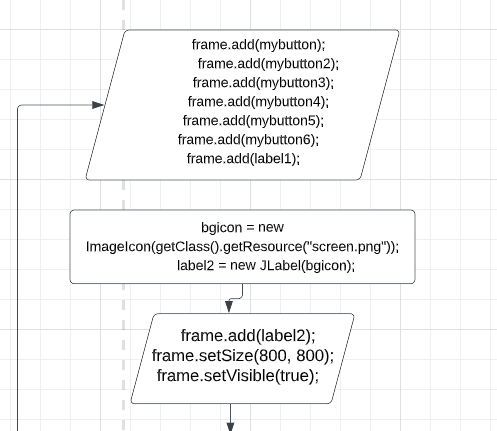 frame.add(mybutton);
frame.add(mybutton2);
frame.add(mybutton3);
frame.add(mybutton4);
frame.add(mybutton5);
frame.add(mybutton6);
frame.add(label1);
bgicon = new
ImageIcon(getClass().getResource("screen.png"));
label2 = new JLabel(bgicon);
frame.add(label2);
frame.setSize(800, 800);
frame.setVisible(true);